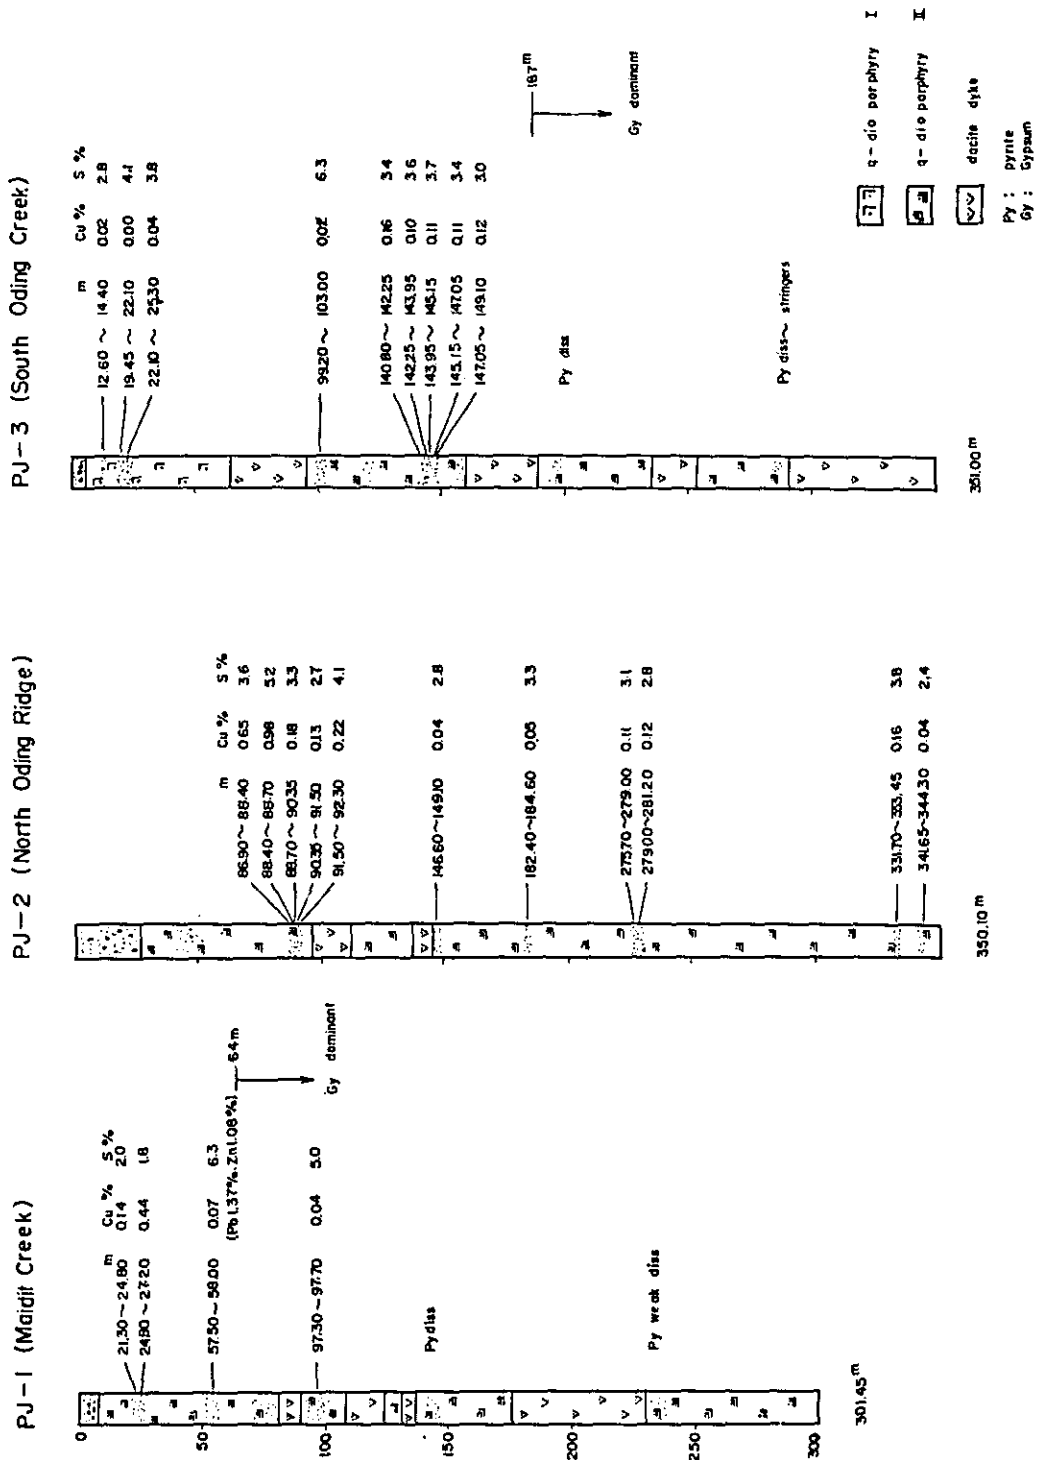 PJ-1 (Maidit Creek)
m Cu % S %
21.30 ~ 24.80 0.14 2.0
24.80 ~ 27.20 0.44 1.8
57.50 ~ 58.00 0.07 6.3
(Pb 1.37%, Zn 1.08%)
64 m
Gy dominant
97.30 ~ 97.70 0.04 5.0
Py diss
Py weak diss
0
50
100
150
200
250
300
301.45 m
PJ-2 (North Oding Ridge)
m Cu % S %
86.90 ~ 88.40 0.65 3.6
88.40 ~ 88.70 0.98 5.2
88.70 ~ 90.35 0.18 3.3
90.35 ~ 91.50 0.13 2.7
91.50 ~ 92.30 0.22 4.1
146.60 ~ 149.10 0.04 2.8
182.40 ~ 184.60 0.05 3.3
275.70 ~ 279.00 0.11 3.1
279.00 ~ 281.20 0.12 2.8
331.70 ~ 333.45 0.16 3.8
341.65 ~ 344.30 0.04 2.4
350.10 m
PJ-3 (South Oding Creek)
m Cu % S %
12.60 ~ 14.40 0.02 2.8
19.45 ~ 22.10 0.00 4.1
22.10 ~ 25.30 0.04 3.8
99.20 ~ 103.00 0.02 6.3
140.80 ~ 142.25 0.16 3.4
142.25 ~ 143.95 0.10 3.6
143.95 ~ 145.15 0.11 3.7
145.15 ~ 147.05 0.11 3.4
147.05 ~ 149.10 0.12 3.0
187 m
Gy dominant
Py diss
Py diss ~ stringers
351.00 m
q - dio porphyry I
q - dio porphyry II
dacite dyke
Py : pyrite
Gy : Gypsum